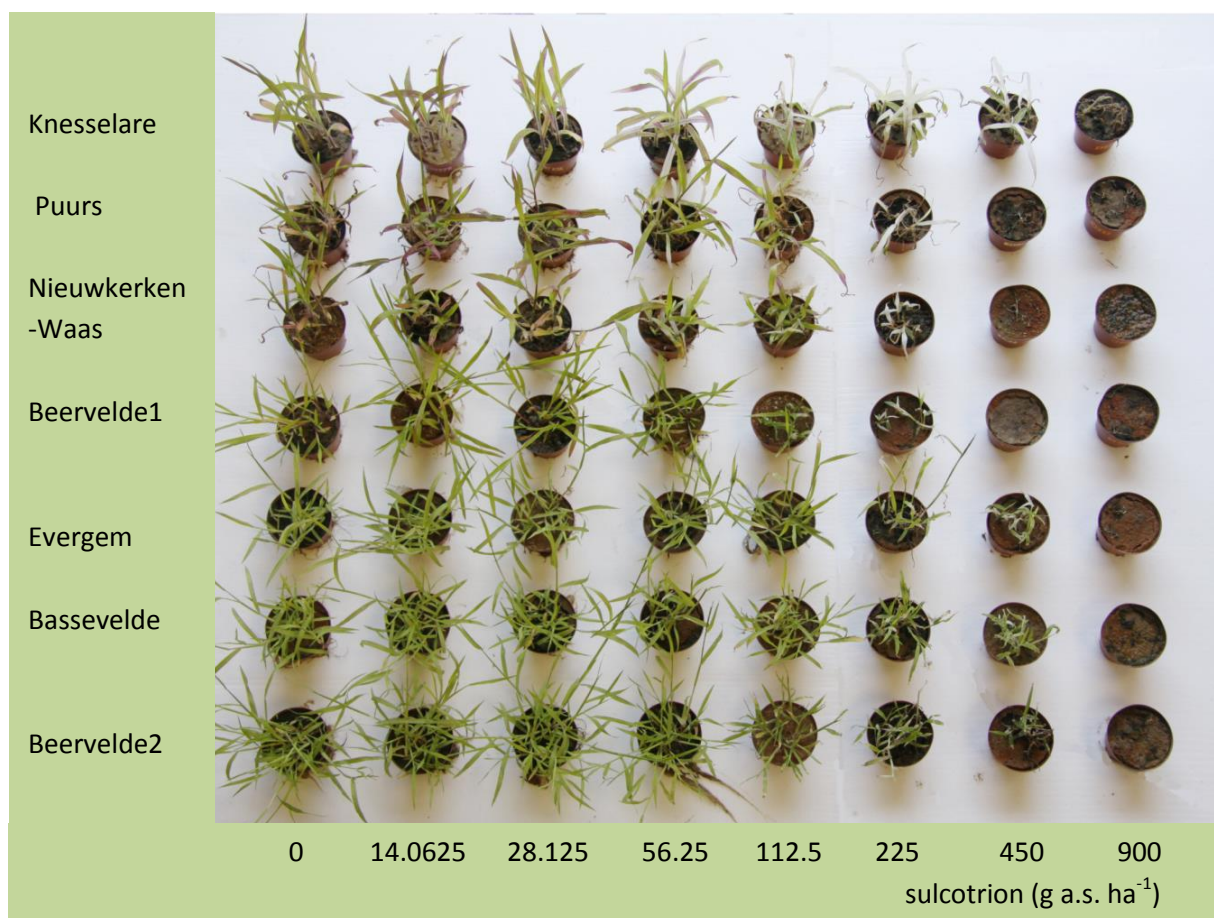 Knesselare
Puurs
Nieuwkerken
-Waas
Beervelde1
Evergem
Bassevelde
Beervelde2
0 14.0625 28.125 56.25 112.5 225 450 900
sulcotrion (g a.s. ha⁻¹)